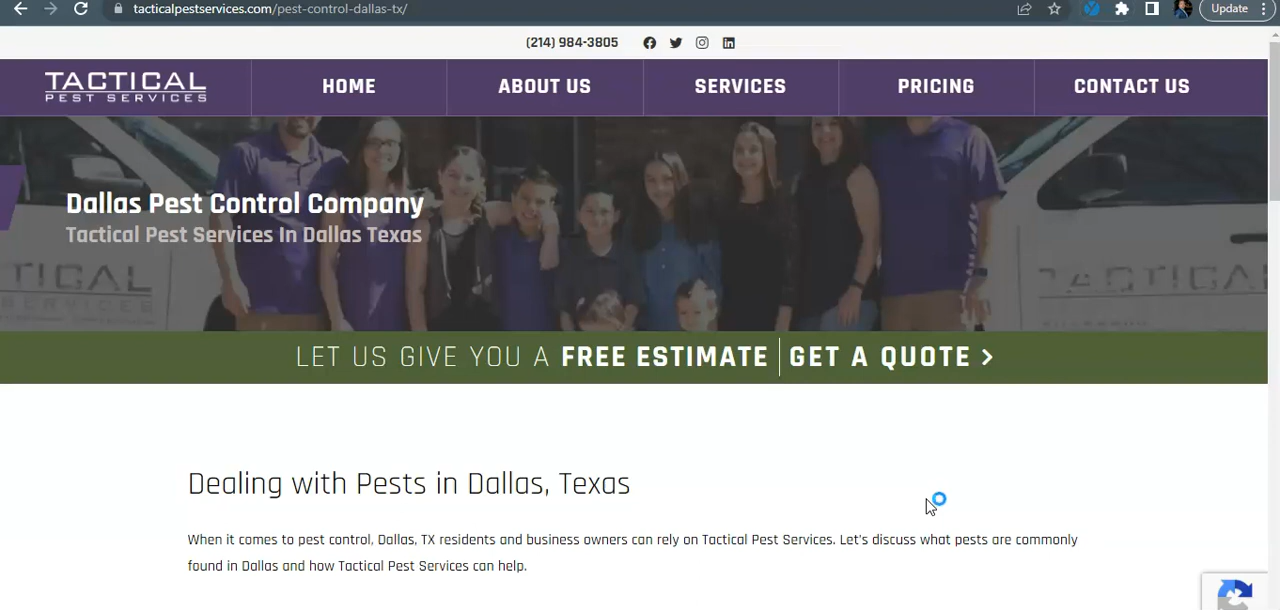 tacticalpestservices.com/pest-control-dallas-tx/
Update
(214) 984-3805
TACTICAL
PEST SERVICES
HOME
ABOUT US
SERVICES
PRICING
CONTACT US
Dallas Pest Control Company
Tactical Pest Services In Dallas Texas
TICAL
SERVICES
TACTICAL
LET US GIVE YOU A FREE ESTIMATE
GET A QUOTE
Dealing with Pests in Dallas, Texas
When it comes to pest control, Dallas, TX residents and business owners can rely on Tactical Pest Services. Let's discuss what pests are commonly
found in Dallas and how Tactical Pest Services can help.